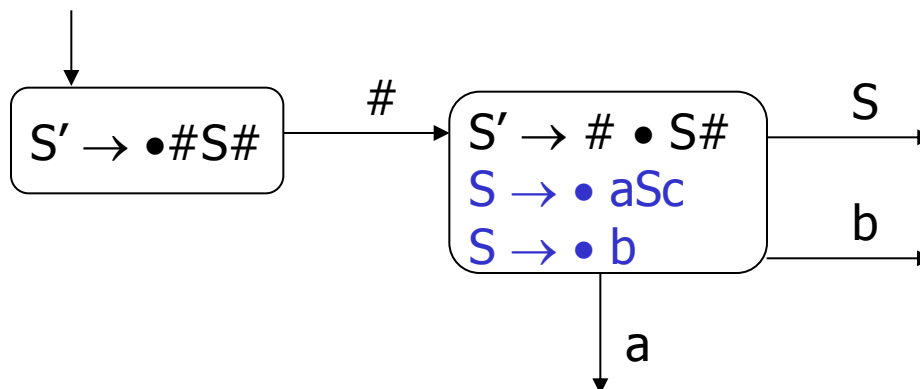 S′ → •#S#
#
S′ → # • S#
S → • aSc
S → • b
S
b
a